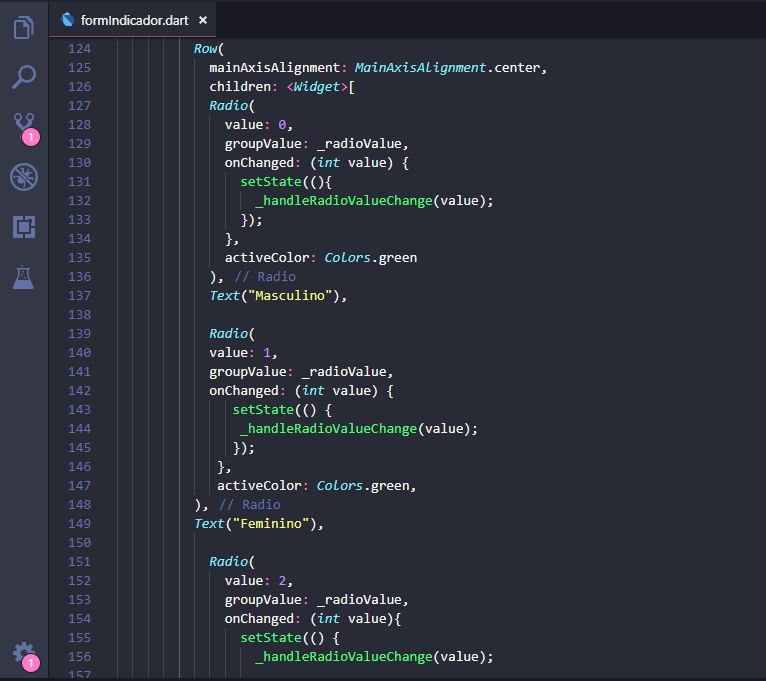 formIndicador.dart ×
124 Row(
125 mainAxisAlignment: MainAxisAlignment.center,
126 children: <Widget>[
127 Radio(
128 value: 0,
129 groupValue: _radioValue,
130 onChanged: (int value) {
131 setState((){
132 _handleRadioValueChange(value);
133 });
134 },
135 activeColor: Colors.green
136 ), // Radio
137 Text("Masculino"),
138
139 Radio(
140 value: 1,
141 groupValue: _radioValue,
142 onChanged: (int value) {
143 setState(() {
144 _handleRadioValueChange(value);
145 });
146 },
147 activeColor: Colors.green,
148 ), // Radio
149 Text("Feminino"),
150
151 Radio(
152 value: 2,
153 groupValue: _radioValue,
154 onChanged: (int value){
155 setState(() {
156 _handleRadioValueChange(value);
157
1
1